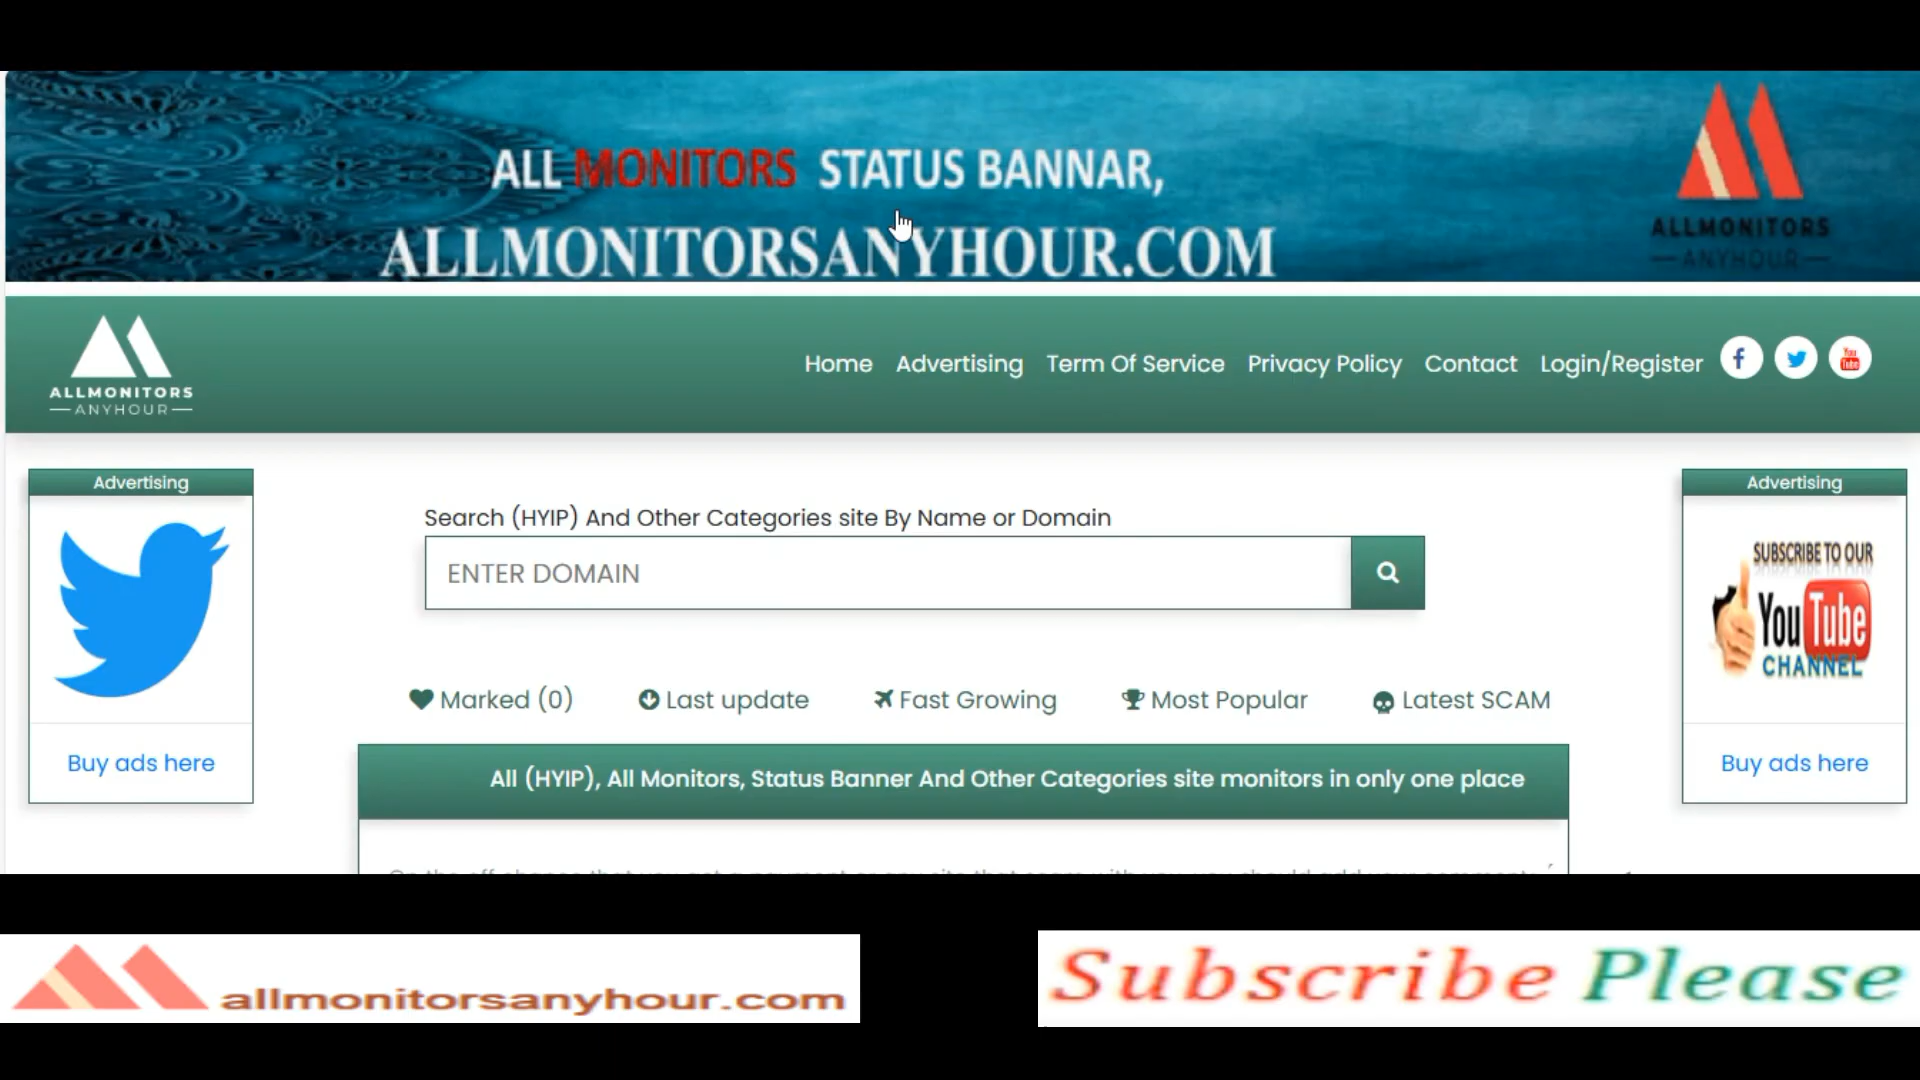 ALL MONITORS STATUS BANNAR,
ALLMONITORSANYHOUR.COM
ALLMONITORS
ANYHOUR
ALLMONITORS
ANYHOUR
Home Advertising Term Of Service Privacy Policy Contact Login/Register
You
Tube
Advertising
Buy ads here
Search (HYIP) And Other Categories site By Name or Domain
ENTER DOMAIN
Marked (0) Last update Fast Growing Most Popular Latest SCAM
All (HYIP), All Monitors, Status Banner And Other Categories site monitors in only one place
Advertising
SUBSCRIBE TO OUR
YouTube
CHANNEL
Buy ads here
allmonitorsanyhour.com
Subscribe Please